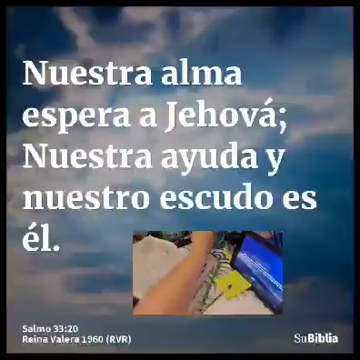 Nuestra alma
espera a Jehová;
Nuestra ayuda y
nuestro escudo es
él.
Salmo 33:20
Reina Valera 1960 (RVR)
SuBiblia